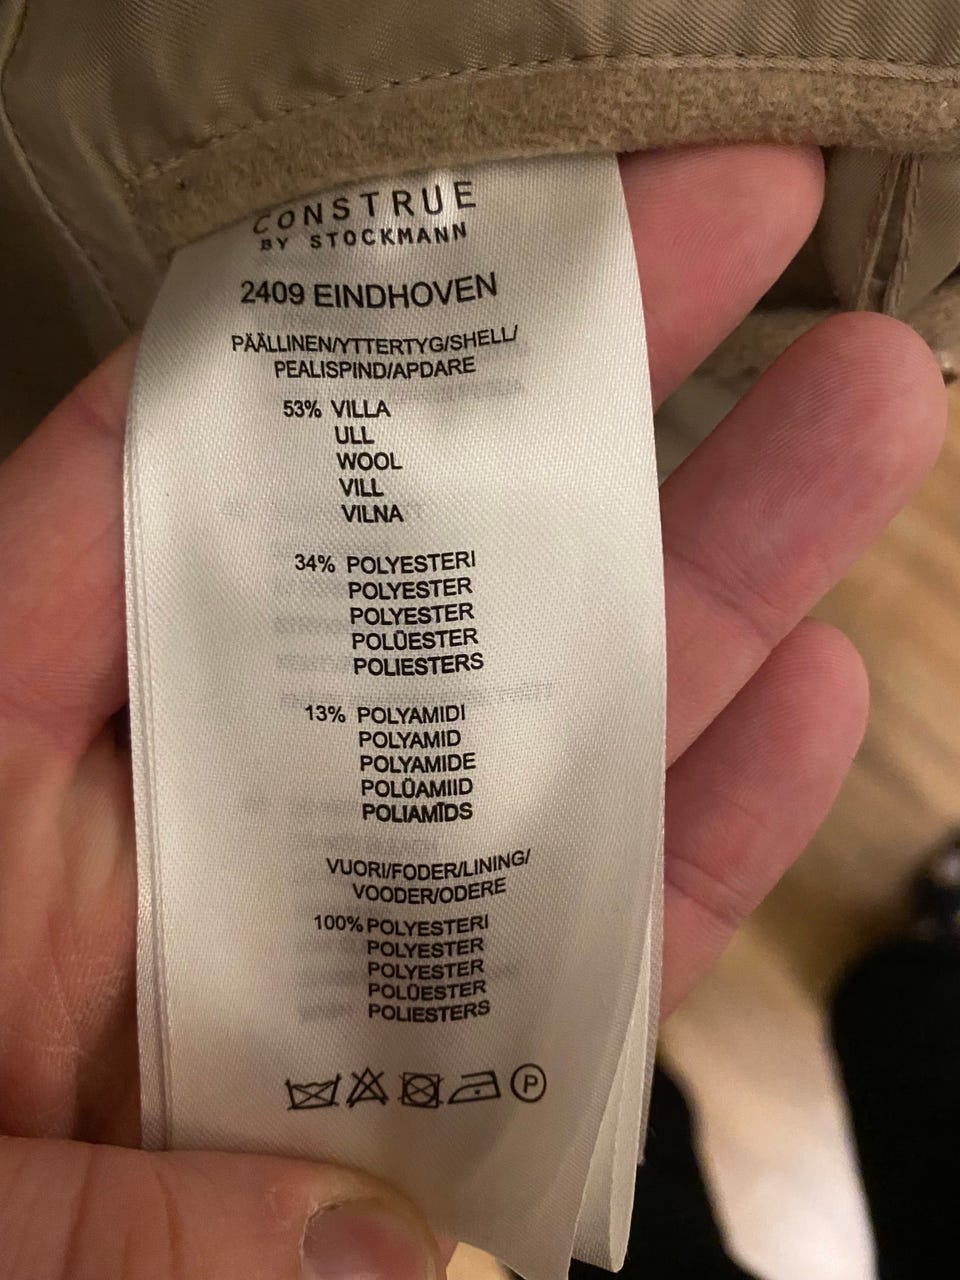 CONSTRUE
BY STOCKMANN
2409 EINDHOVEN
PÄÄLLINEN/YTTERTYG/SHELL/
PEALISPIND/APDARE
53% VILLA
ULL
WOOL
VILL
VILNA
34% POLYESTERI
POLYESTER
POLYESTER
POLÜESTER
POLIESTERS
13% POLYAMIDI
POLYAMID
POLYAMIDE
POLÜAMIID
POLIAMĪDS
VUORI/FODER/LINING/
VOODER/ODERE
100% POLYESTERI
POLYESTER
POLYESTER
POLÜESTER
POLIESTERS
P